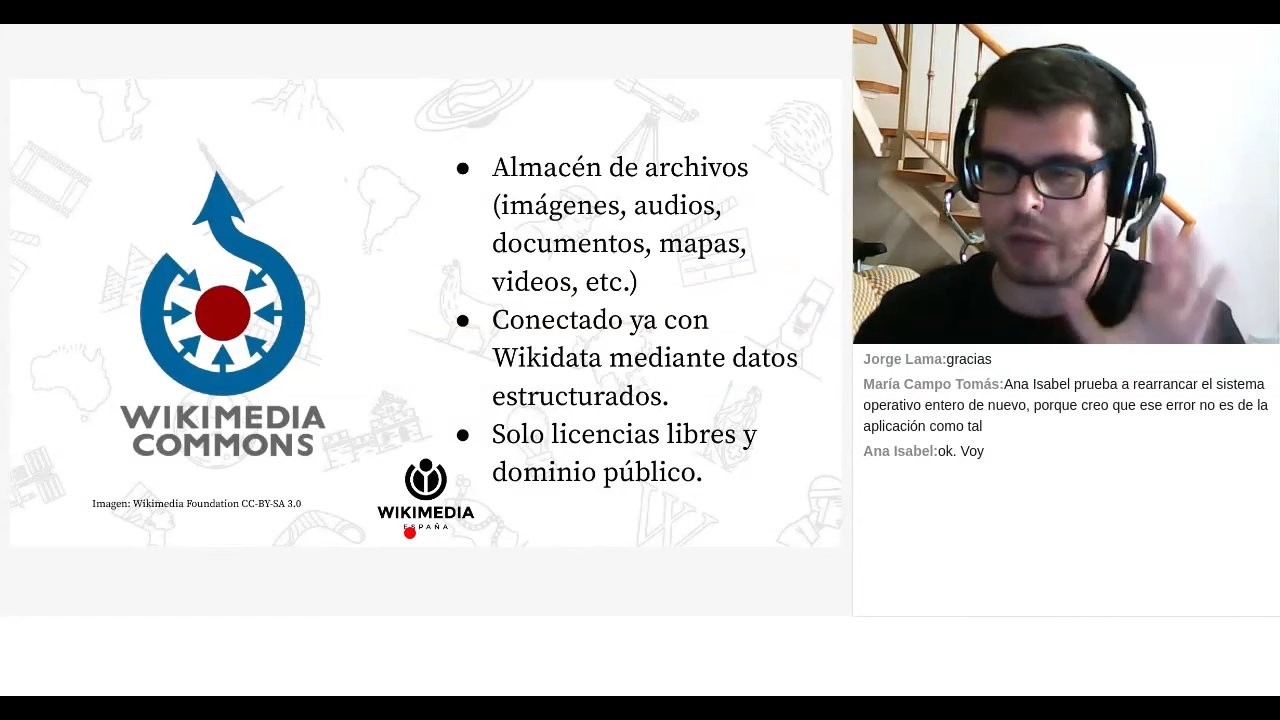 ● Almacén de archivos
(imágenes, audios,
documentos, mapas,
videos, etc.)
● Conectado ya con
Wikidata mediante datos
estructurados.
● Solo licencias libres y
dominio público.
WIKIMEDIA
COMMONS
Imagen: Wikimedia Foundation CC-BY-SA 3.0
WIKIMEDIA
ESPAÑA
Jorge Lama:gracias
María Campo Tomás:Ana Isabel prueba a rearrancar el sistema
operativo entero de nuevo, porque creo que ese error no es de la
aplicación como tal
Ana Isabel:ok. Voy